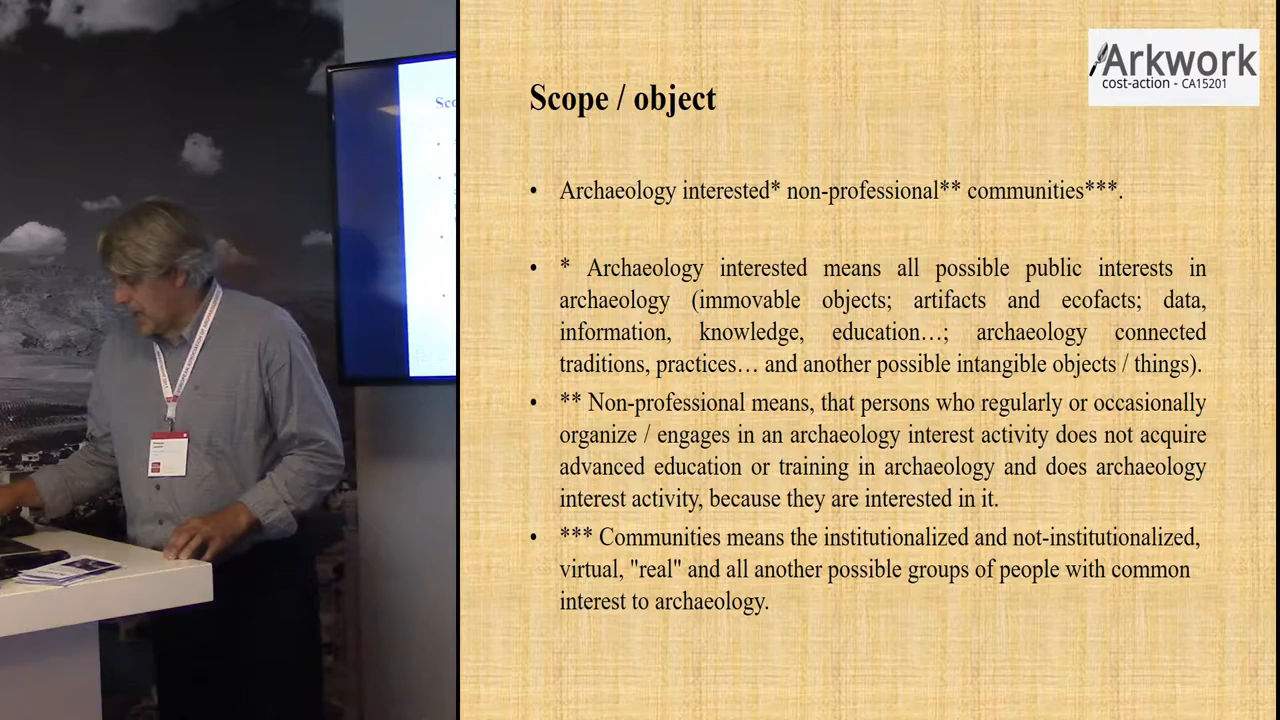 Arkwork
cost-action - CA15201
Scope / object
• Archaeology interested* non-professional** communities***.
• * Archaeology interested means all possible public interests in
archaeology (immovable objects; artifacts and ecofacts; data,
information, knowledge, education…; archaeology connected
traditions, practices… and another possible intangible objects / things).
• ** Non-professional means, that persons who regularly or occasionally
organize / engages in an archaeology interest activity does not acquire
advanced education or training in archaeology and does archaeology
interest activity, because they are interested in it.
• *** Communities means the institutionalized and not-institutionalized,
virtual, "real" and all another possible groups of people with common
interest to archaeology.